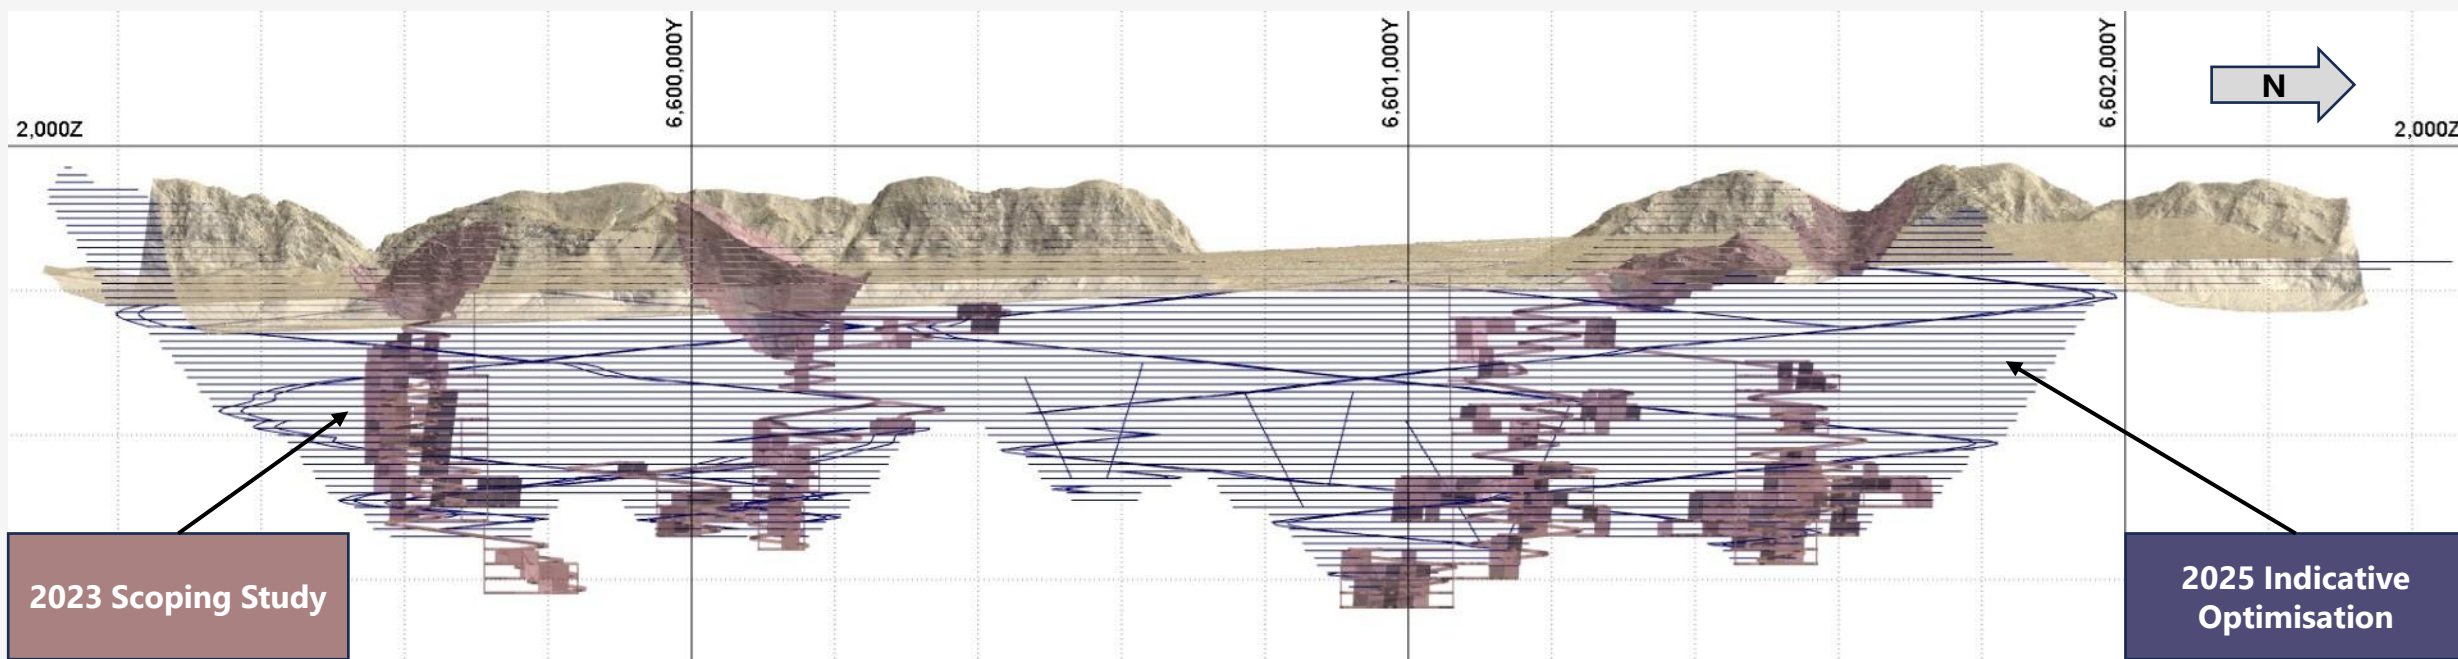 6,600,000Y
6,601,000Y
6,602,000Y
N
2,000Z
2,000Z
2023 Scoping Study
2025 Indicative
Optimisation